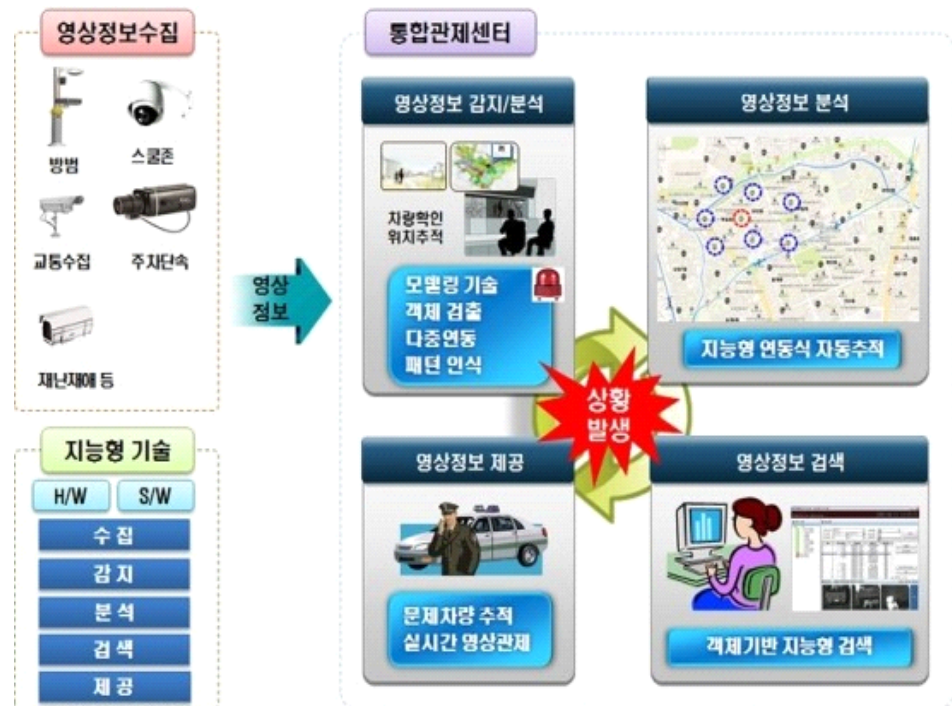 영상정보수집
방범
스쿨존
교통수집
주차단속
재난재애 등
영상
정보
지능형 기술
H/W
S/W
수 집
감 지
분 석
검 색
제 공
통합관제센터
영상정보 감지/분석
차량확인
위치추적
모델링 기술
객체 검출
다중연동
패턴 인식
영상정보 분석
지능형 연동식 자동추적
상황
발생
영상정보 제공
문제차량 추적
실시간 영상관제
영상정보 검색
객체기반 지능형 검색